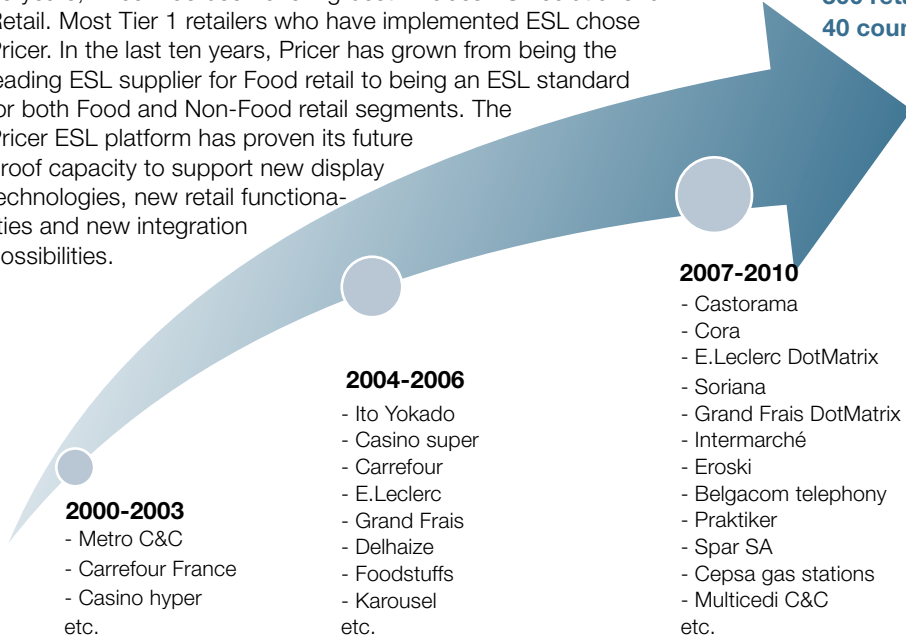 Retail. Most Tier 1 retailers who have implemented ESL chose
Pricer. In the last ten years, Pricer has grown from being the
leading ESL supplier for Food retail to being an ESL standard
for both Food and Non-Food retail segments. The
Pricer ESL platform has proven its future
proof capacity to support new display
technologies, new retail functiona-
lities and new integration
possibilities.
40 coun
2000-2003
- Metro C&C
- Carrefour France
- Casino hyper
etc.
2004-2006
- Ito Yokado
- Casino super
- Carrefour
- E.Leclerc
- Grand Frais
- Delhaize
- Foodstuffs
- Karousel
etc.
2007-2010
- Castorama
- Cora
- E.Leclerc DotMatrix
- Soriana
- Grand Frais DotMatrix
- Intermarché
- Eroski
- Belgacom telephony
- Praktiker
- Spar SA
- Cepsa gas stations
- Multicedi C&C
etc.